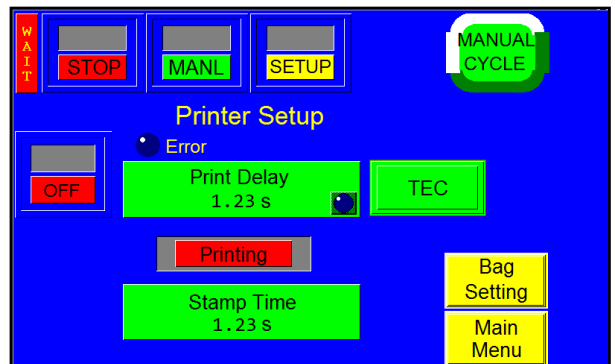 WAIT
STOP
MANL
SETUP
MANUAL
CYCLE
Printer Setup
Error
OFF
Print Delay
1.23 s
TEC
Printing
Stamp Time
1.23 s
Bag
Setting
Main
Menu